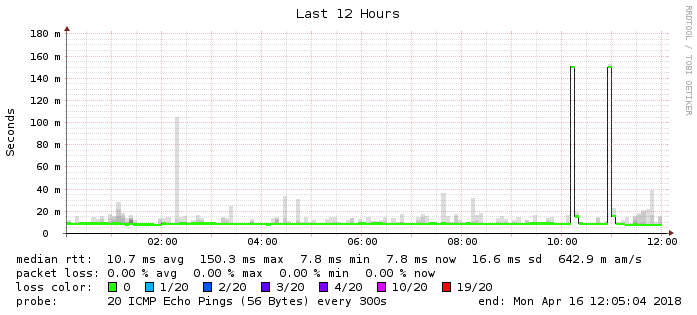 Last 12 Hours
RRDTOOL / TOBI OETIKER
Seconds
180 m
160 m
140 m
120 m
100 m
80 m
60 m
40 m
20 m
0
02:00 04:00 06:00 08:00 10:00 12:00
median rtt: 10.7 ms avg 150.3 ms max 7.8 ms min 7.8 ms now 16.6 ms sd 642.9 m am/s
packet loss: 0.00 % avg 0.00 % max 0.00 % min 0.00 % now
loss color: 0 1/20 2/20 3/20 4/20 10/20 19/20
probe: 20 ICMP Echo Pings (56 Bytes) every 300s end: Mon Apr 16 12:05:04 2018